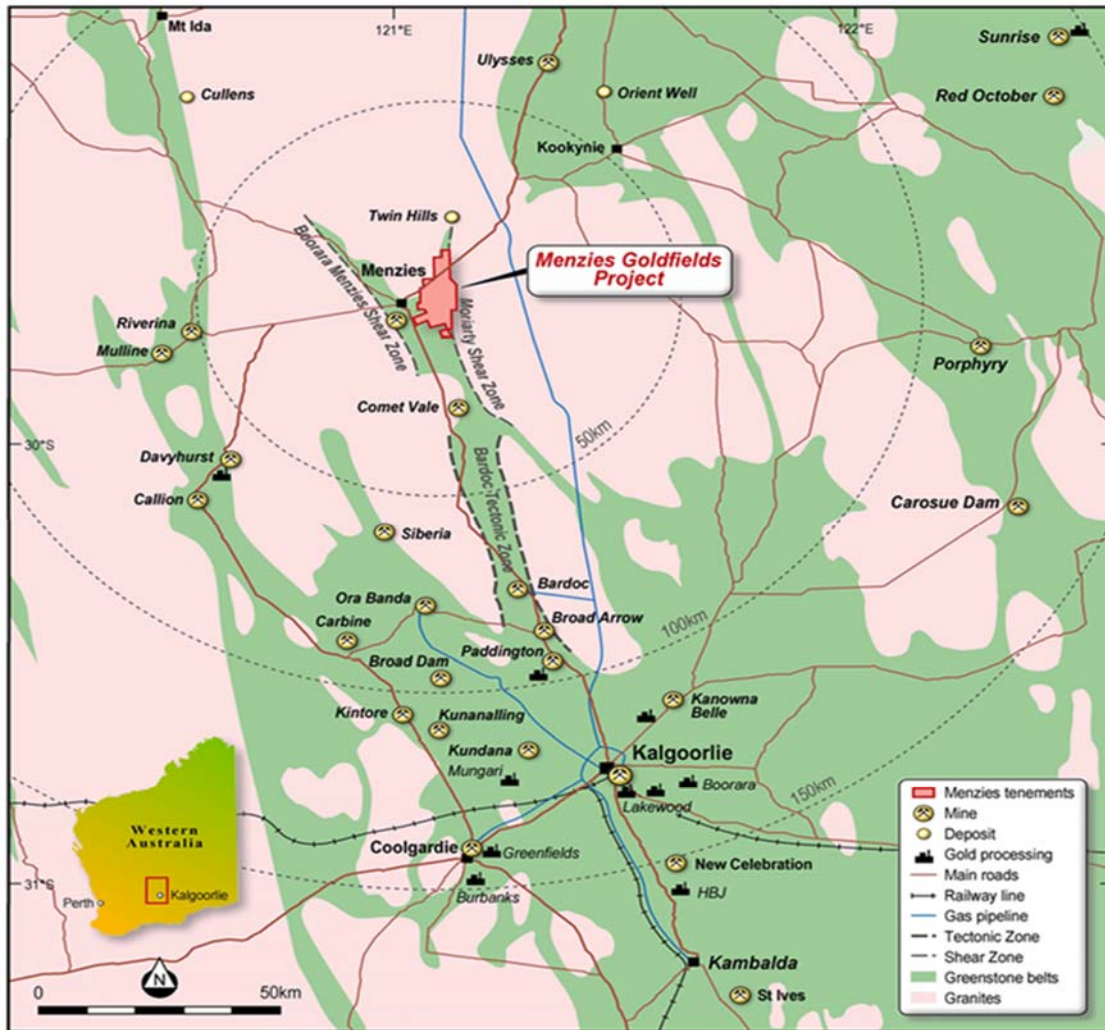 121°E
122°
Mt Ida
Ulysses
Sunrise
Cullens
Orient Well
Red October
Kookynie
Twin Hills
Boorara Menzies Shear Zone
Menzies
Menzies Goldfields
Project
Moriarty Shear Zone
Riverina
Mulline
Porphyry
Comet Vale
50km
30°S
Davyhurst
Bardoc Tectonic Zone
Callion
Carosue Dam
Siberia
Bardoc
Ora Banda
Broad Arrow
100km
Carbine
Paddington
Broad Dam
Kanowna
Belle
Kintore
Kunanalling
Kundana
Kalgoorlie
Mungari
Boorara
150km
Lakewood
Coolgardie
Greenfields
New Celebration
31°S
Burbanks
HBJ
Kambalda
St Ives
Western
Australia
Kalgoorlie
Perth
N
0
50km
Menzies tenements
Mine
Deposit
Gold processing
Main roads
Railway line
Gas pipeline
Tectonic Zone
Shear Zone
Greenstone belts
Granites